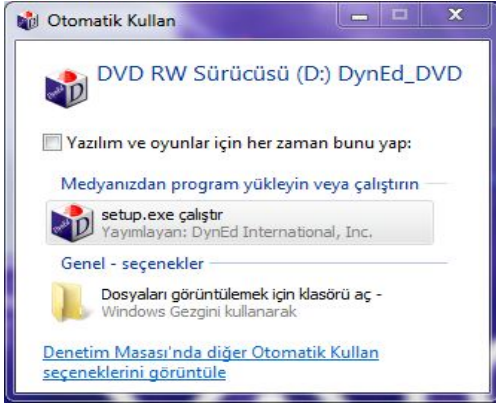 Otomatik Kullan
DVD RW Sürücüsü (D:) DynEd_DVD
Yazılım ve oyunlar için her zaman bunu yap:
Medyanızdan program yükleyin veya çalıştırın
setup.exe çalıştır
Yayımlayan: DynEd International, Inc.
Genel - seçenekler
Dosyaları görüntülemek için klasörü aç -
Windows Gezgini kullanarak
Denetim Masası'nda diğer Otomatik Kullan
seçeneklerini görüntüle